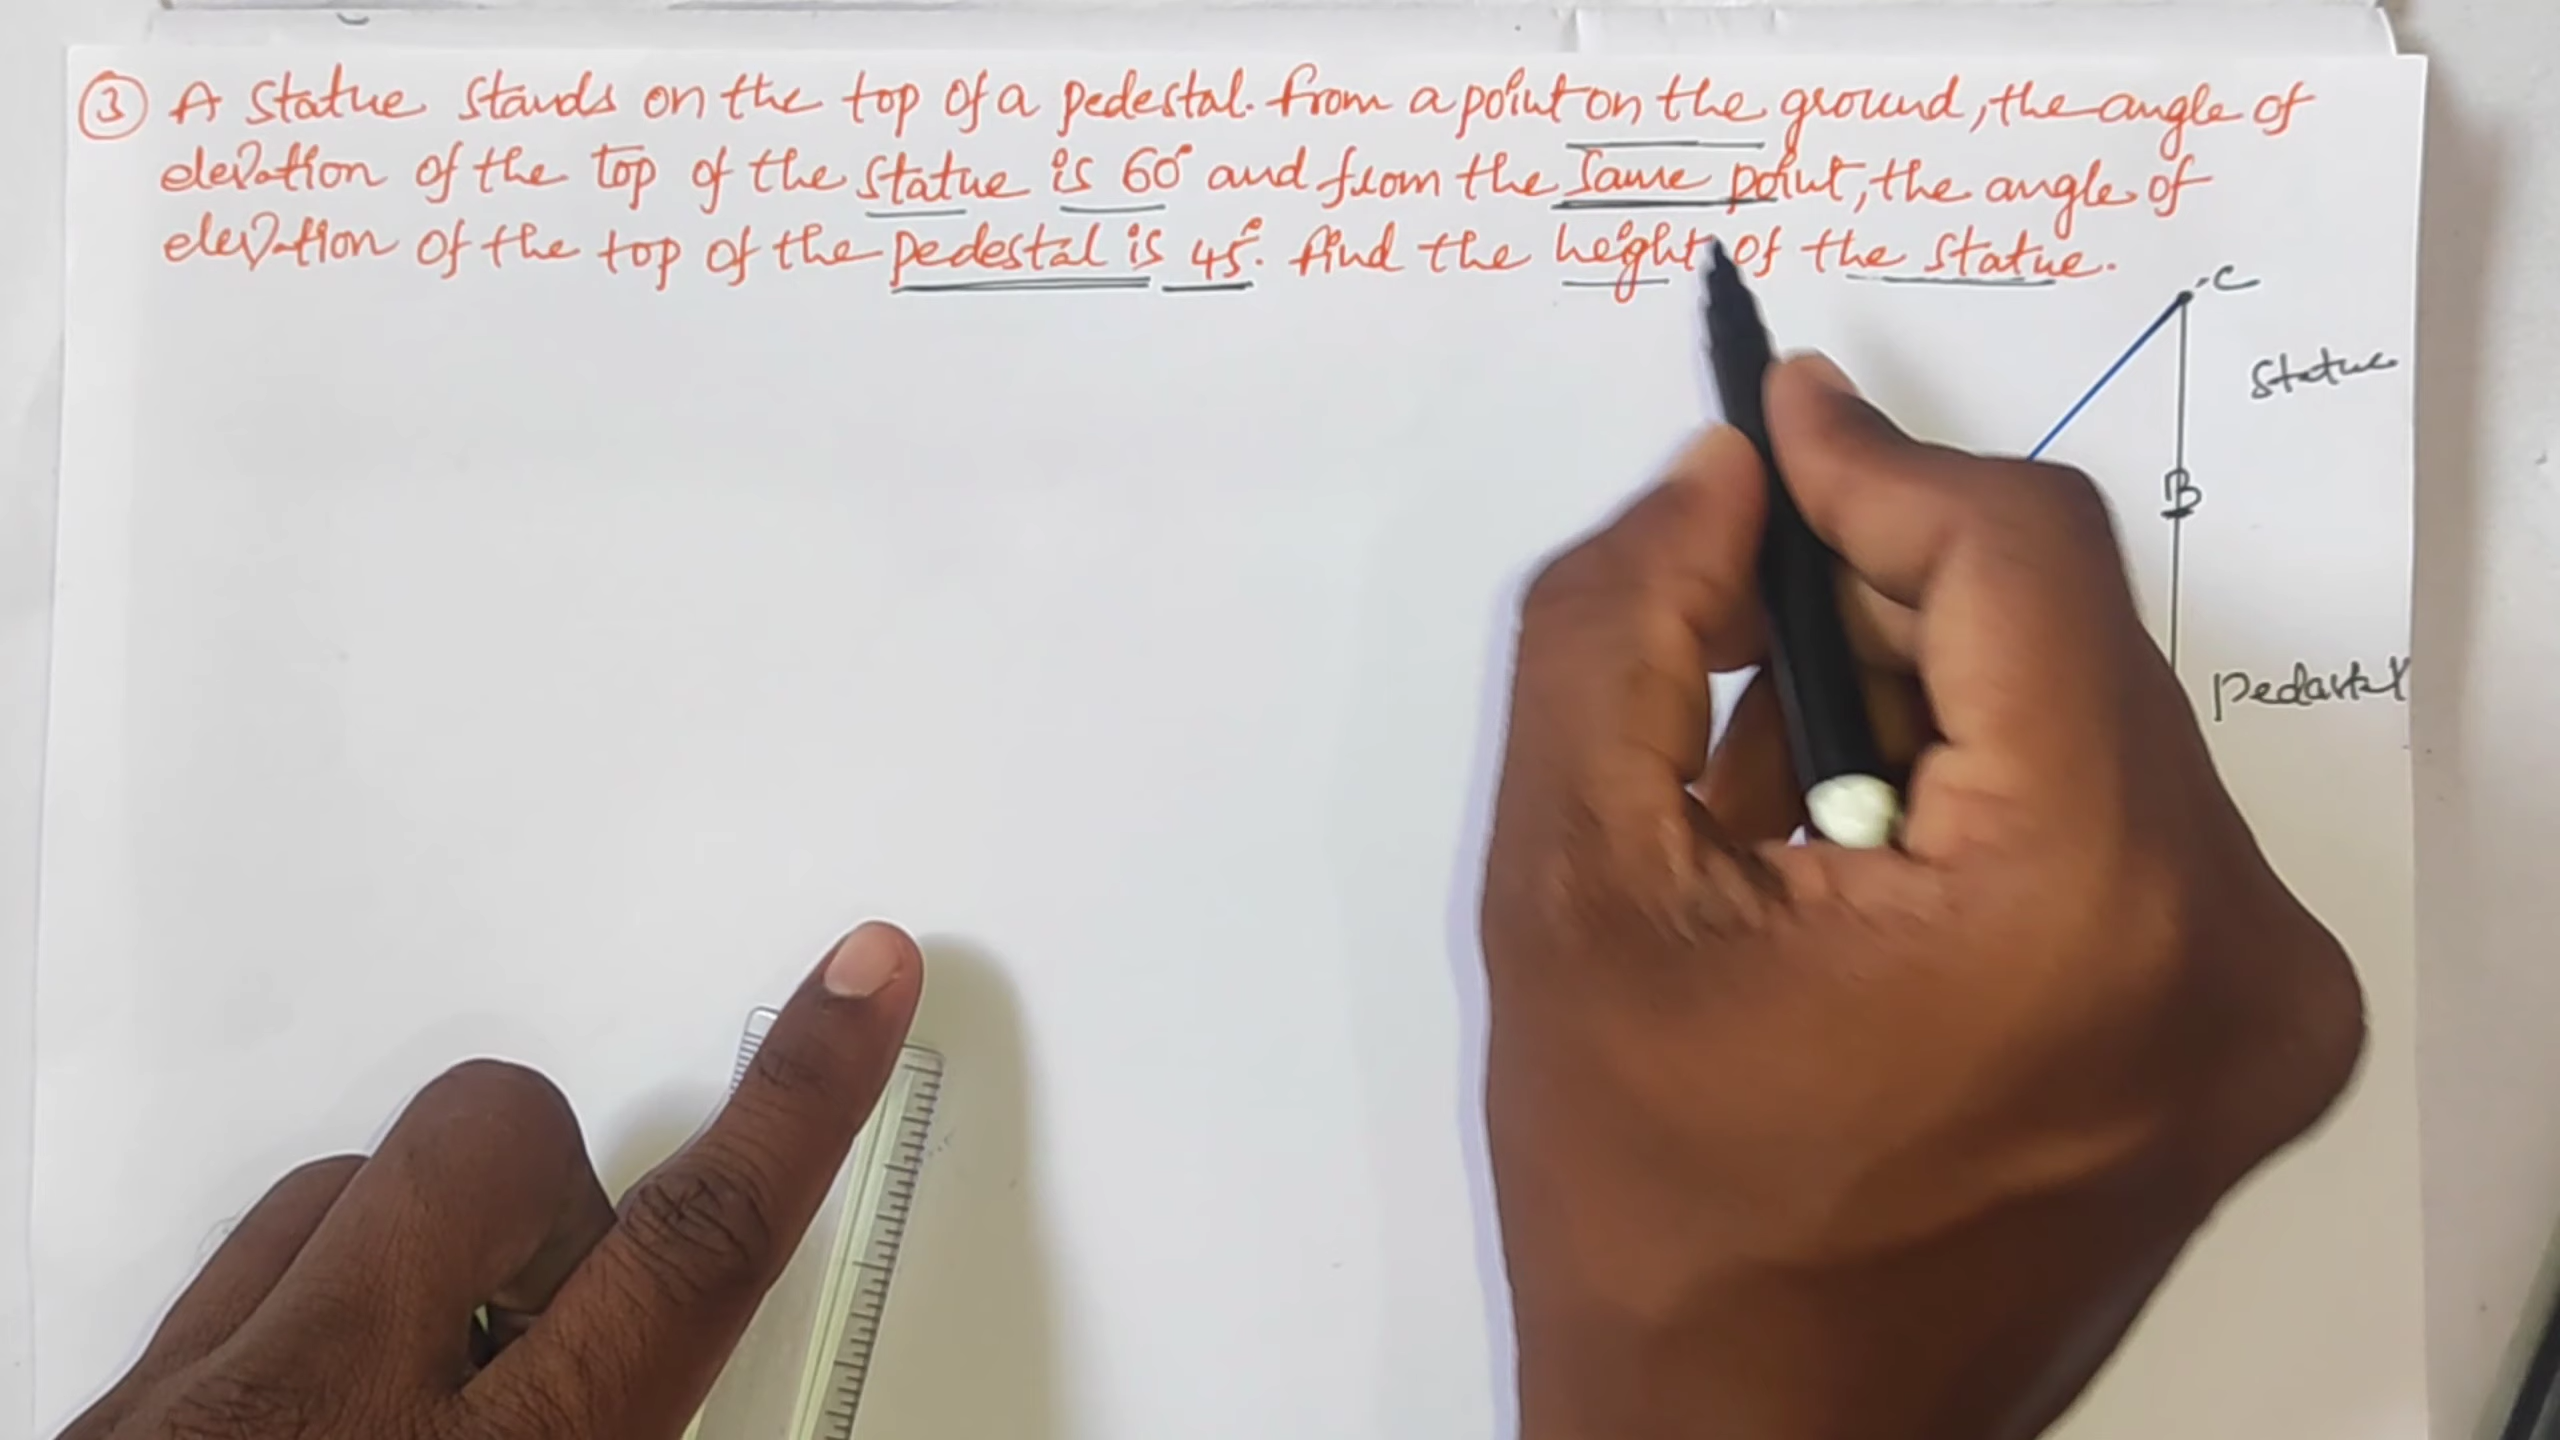 ③ A statue stands on the top of a pedestal. from a point on the ground, the angle of
elevation of the top of the statue is 60° and from the same point, the angle of
elevation of the top of the pedestal is 45°. find the height of the statue.
C
statue
B
pedastal